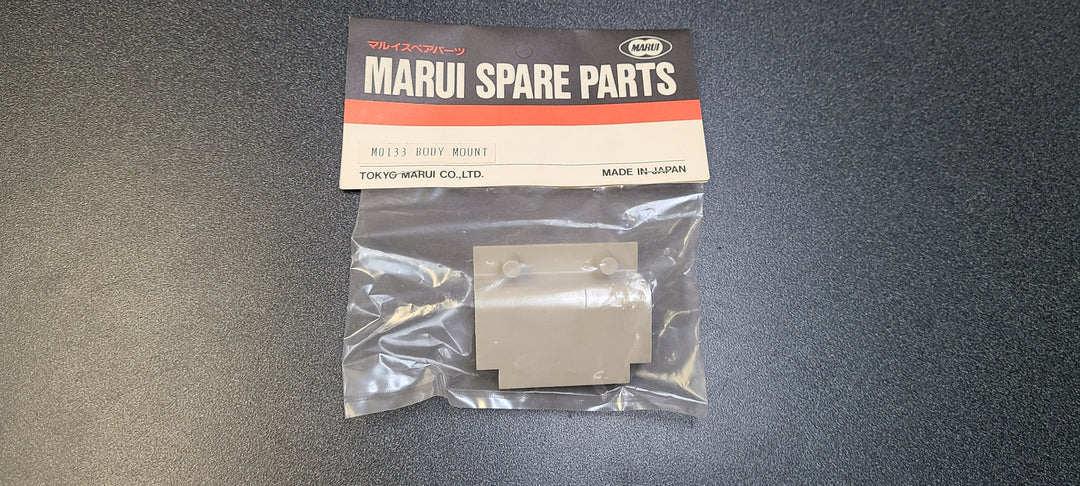 マルイスペアパーツ
MARUI
MARUI SPARE PARTS
M0133 BODY MOUNT
TOKYO MARUI CO.,LTD.
MADE IN JAPAN